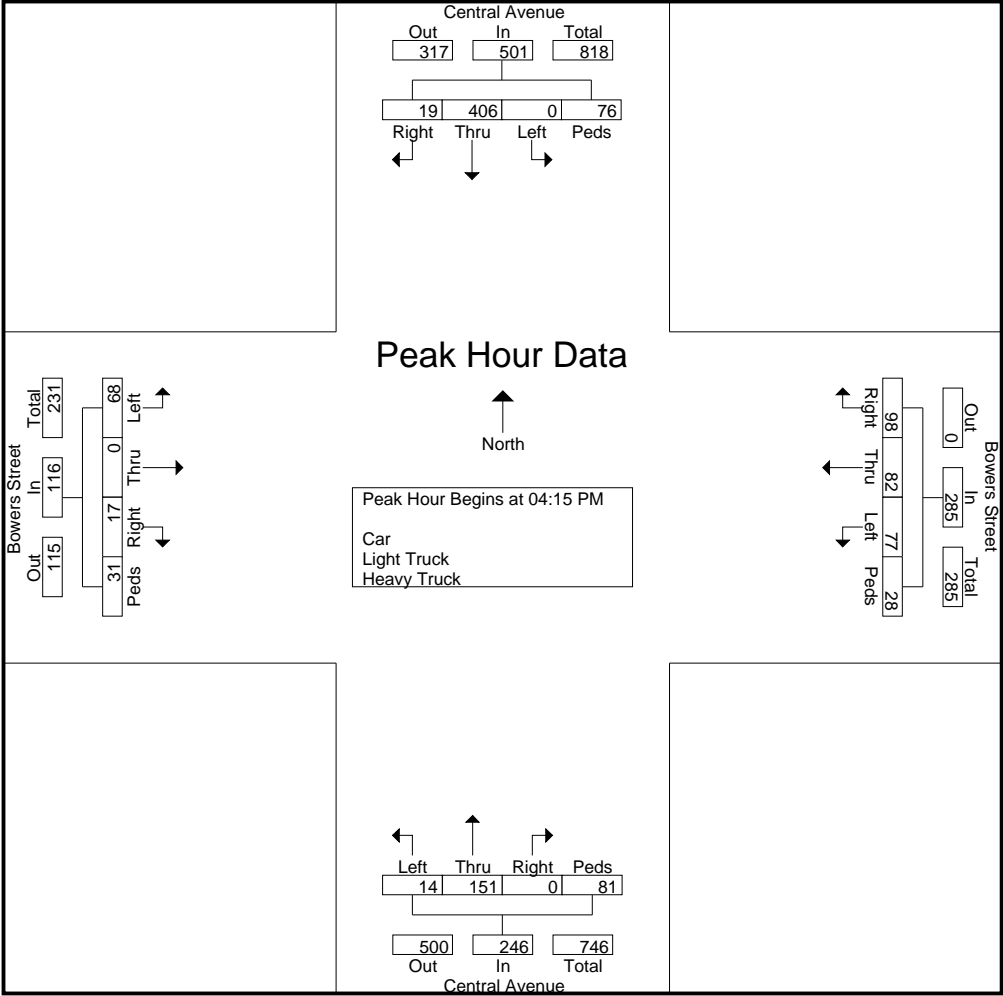 Central Avenue
Out In Total
317 501 818
19 406 0 76
Right Thru Left Peds
Peak Hour Data
North
Peak Hour Begins at 04:15 PM
Car
Light Truck
Heavy Truck
Bowers Street
Out In Total
115 116 231
Left Thru Right Peds
68 0 17 31
Bowers Street
Out In Total
0 285 285
Right Thru Left Peds
98 82 77 28
Left Thru Right Peds
14 151 0 81
500 246 746
Out In Total
Central Avenue